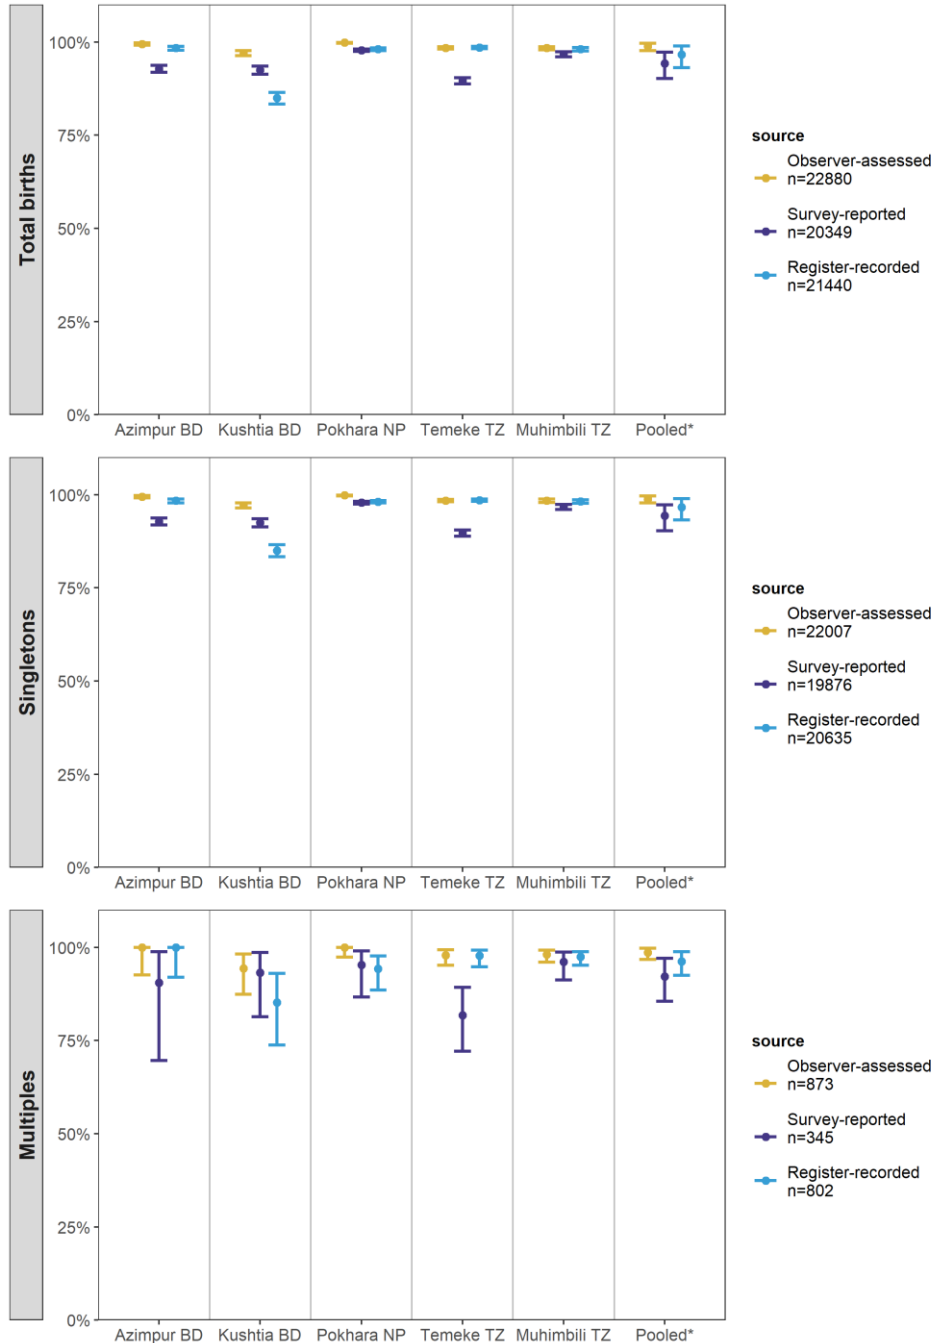 Total births
100%
75%
50%
25%
0%
Azimpur BD Kushtia BD Pokhara NP Temeke TZ Muhimbili TZ Pooled*
source
Observer-assessed
n=22880
Survey-reported
n=20349
Register-recorded
n=21440
Singletons
100%
75%
50%
25%
0%
Azimpur BD Kushtia BD Pokhara NP Temeke TZ Muhimbili TZ Pooled*
source
Observer-assessed
n=22007
Survey-reported
n=19876
Register-recorded
n=20635
Multiples
100%
75%
50%
25%
0%
Azimpur BD Kushtia BD Pokhara NP Temeke TZ Muhimbili TZ Pooled*
source
Observer-assessed
n=873
Survey-reported
n=345
Register-recorded
n=802